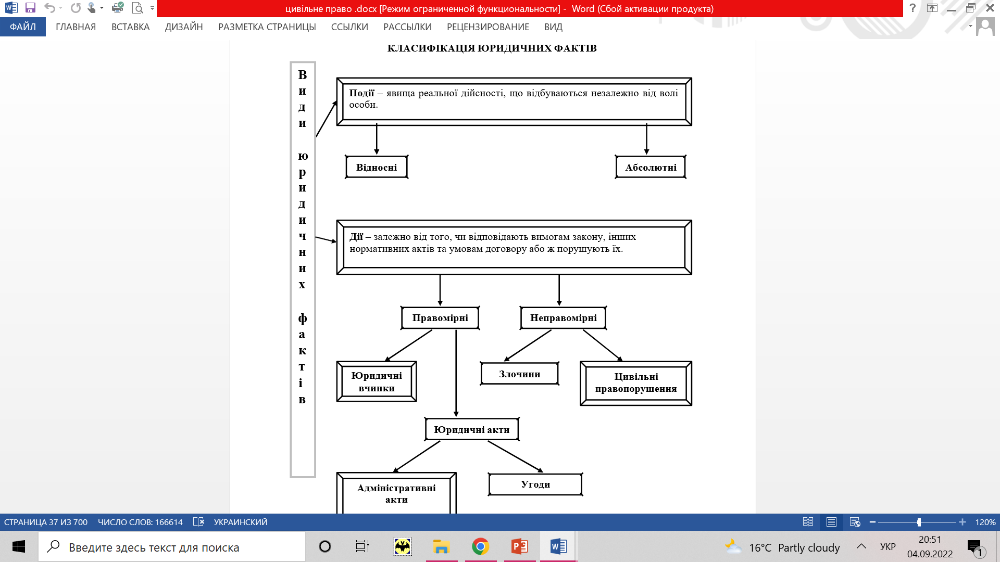 цивільне право .docx [Режим ограниченной функциональности] - Word (Сбой активации продукта)
ФАЙЛ ГЛАВНАЯ ВСТАВКА ДИЗАЙН РАЗМЕТКА СТРАНИЦЫ ССЫЛКИ РАССЫЛКИ РЕЦЕНЗИРОВАНИЕ ВИД
КЛАСИФІКАЦІЯ ЮРИДИЧНИХ ФАКТІВ
Види юридичних фактів
Події – явища реальної дійсності, що відбуваються незалежно від волі
особи.
Відносні
Абсолютні
Дії – залежно від того, чи відповідають вимогам закону, інших
нормативних актів та умовам договору або ж порушують їх.
Правомірні
Неправомірні
Юридичні
вчинки
Злочини
Цивільні
правопорушення
Юридичні акти
Адміністративні
акти
Угоди
СТРАНИЦА 37 ИЗ 700 ЧИСЛО СЛОВ: 166614 УКРАИНСКИЙ 120%
Введите здесь текст для поиска
16°C Partly cloudy
УКР
20:51
04.09.2022
1